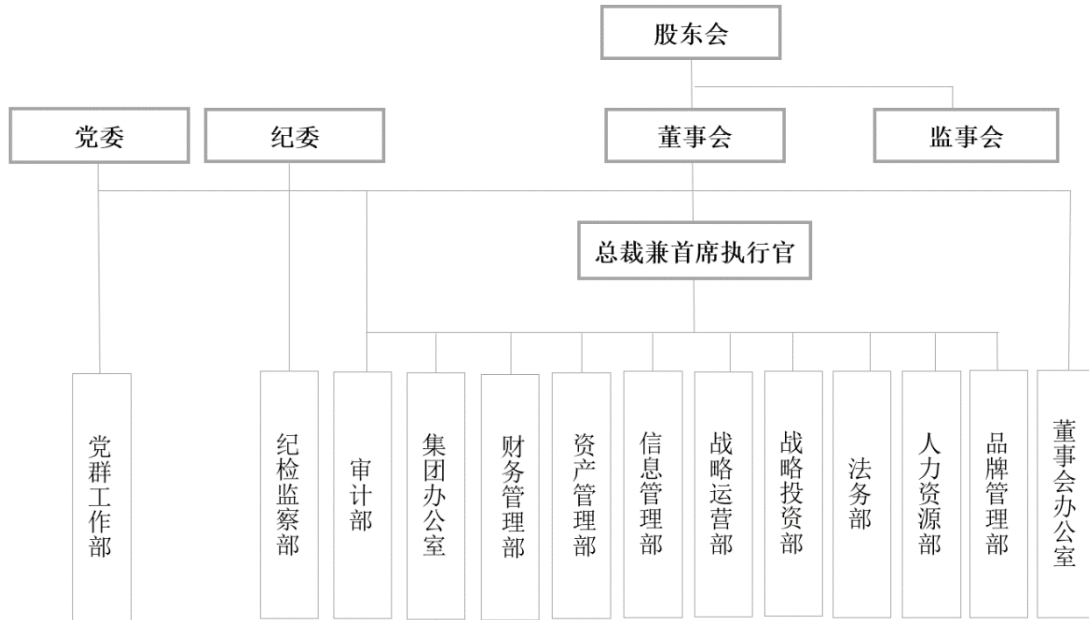 股东会
党委
纪委
董事会
监事会
总裁兼首席执行官
党群工作部
纪检监察部
审计部
集团办公室
财务管理部
资产管理部
信息管理部
战略运营部
战略投资部
法务部
人力资源部
品牌管理部
董事会办公室